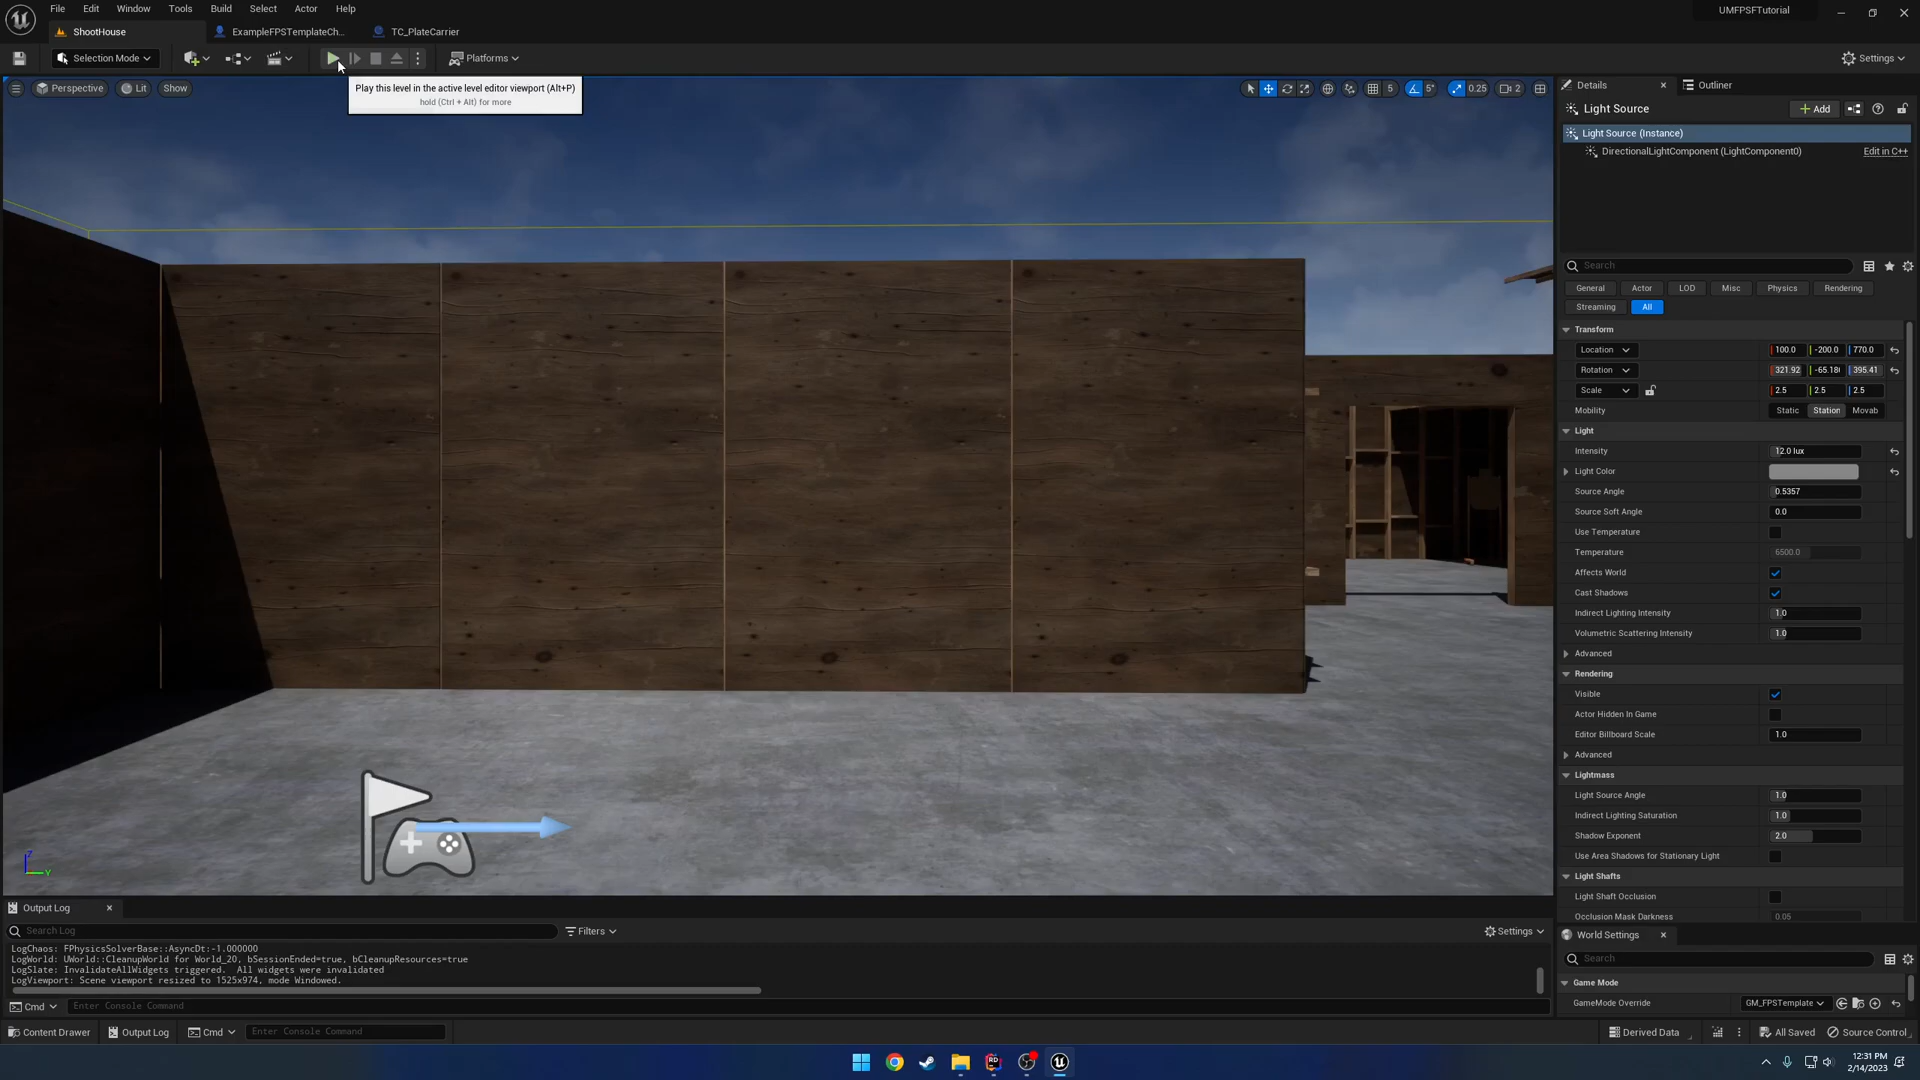 File Edit Window Tools Build Select Actor Help
UMFPSFTutorial
ShootHouse
ExampleFPSTemplateCh...
TC_PlateCarrier
Selection Mode
Platforms
Settings
Play this level in the active level editor viewport (Alt+P)
hold (Ctrl + Alt) for more
Perspective Lit Show
5 5° 0.25 2
Details Outliner
Light Source
Add
Light Source (Instance)
DirectionalLightComponent (LightComponent0) Edit in C++
Search
General Actor LOD Misc Physics Rendering
Streaming All
Transform
Location 100.0 -200.0 770.0
Rotation 321.92 -65.18 395.41
Scale 2.5 2.5 2.5
Mobility Static Station Movab
Light
Intensity 12.0 lux
Light Color
Source Angle 0.5357
Source Soft Angle 0.0
Use Temperature
Temperature 6500.0
Affects World
Cast Shadows
Indirect Lighting Intensity 1.0
Volumetric Scattering Intensity 1.0
Advanced
Rendering
Visible
Actor Hidden In Game
Editor Billboard Scale 1.0
Advanced
Lightmass
Light Source Angle 1.0
Indirect Lighting Saturation 1.0
Shadow Exponent 2.0
Use Area Shadows for Stationary Light
Light Shafts
Light Shaft Occlusion
Occlusion Mask Darkness 0.05
World Settings
Search
Game Mode
GameMode Override GM_FPSTemplate
Z
Y
Output Log
Search Log
Filters
Settings
LogChaos: FPhysicsSolverBase::AsyncDt:-1.000000
LogWorld: UWorld::CleanupWorld for World_20, bSessionEnded=true, bCleanupResources=true
LogSlate: InvalidateAllWidgets triggered. All widgets were invalidated
LogViewport: Scene viewport resized to 1525x974, mode Windowed.
Cmd Enter Console Command
Content Drawer Output Log Cmd Enter Console Command
Derived Data All Saved Source Control
12:31 PM
2/14/2023